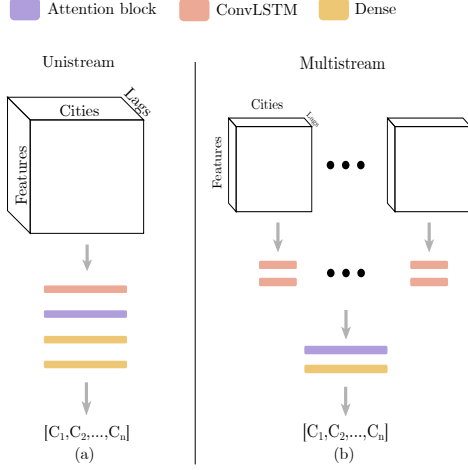 Attention block ConvLSTM Dense
Unistream
Cities
Lags
Features
[C₁,C₂,...,Cₙ]
(a)
Multistream
Cities
Lags
Features
[C₁,C₂,...,Cₙ]
(b)